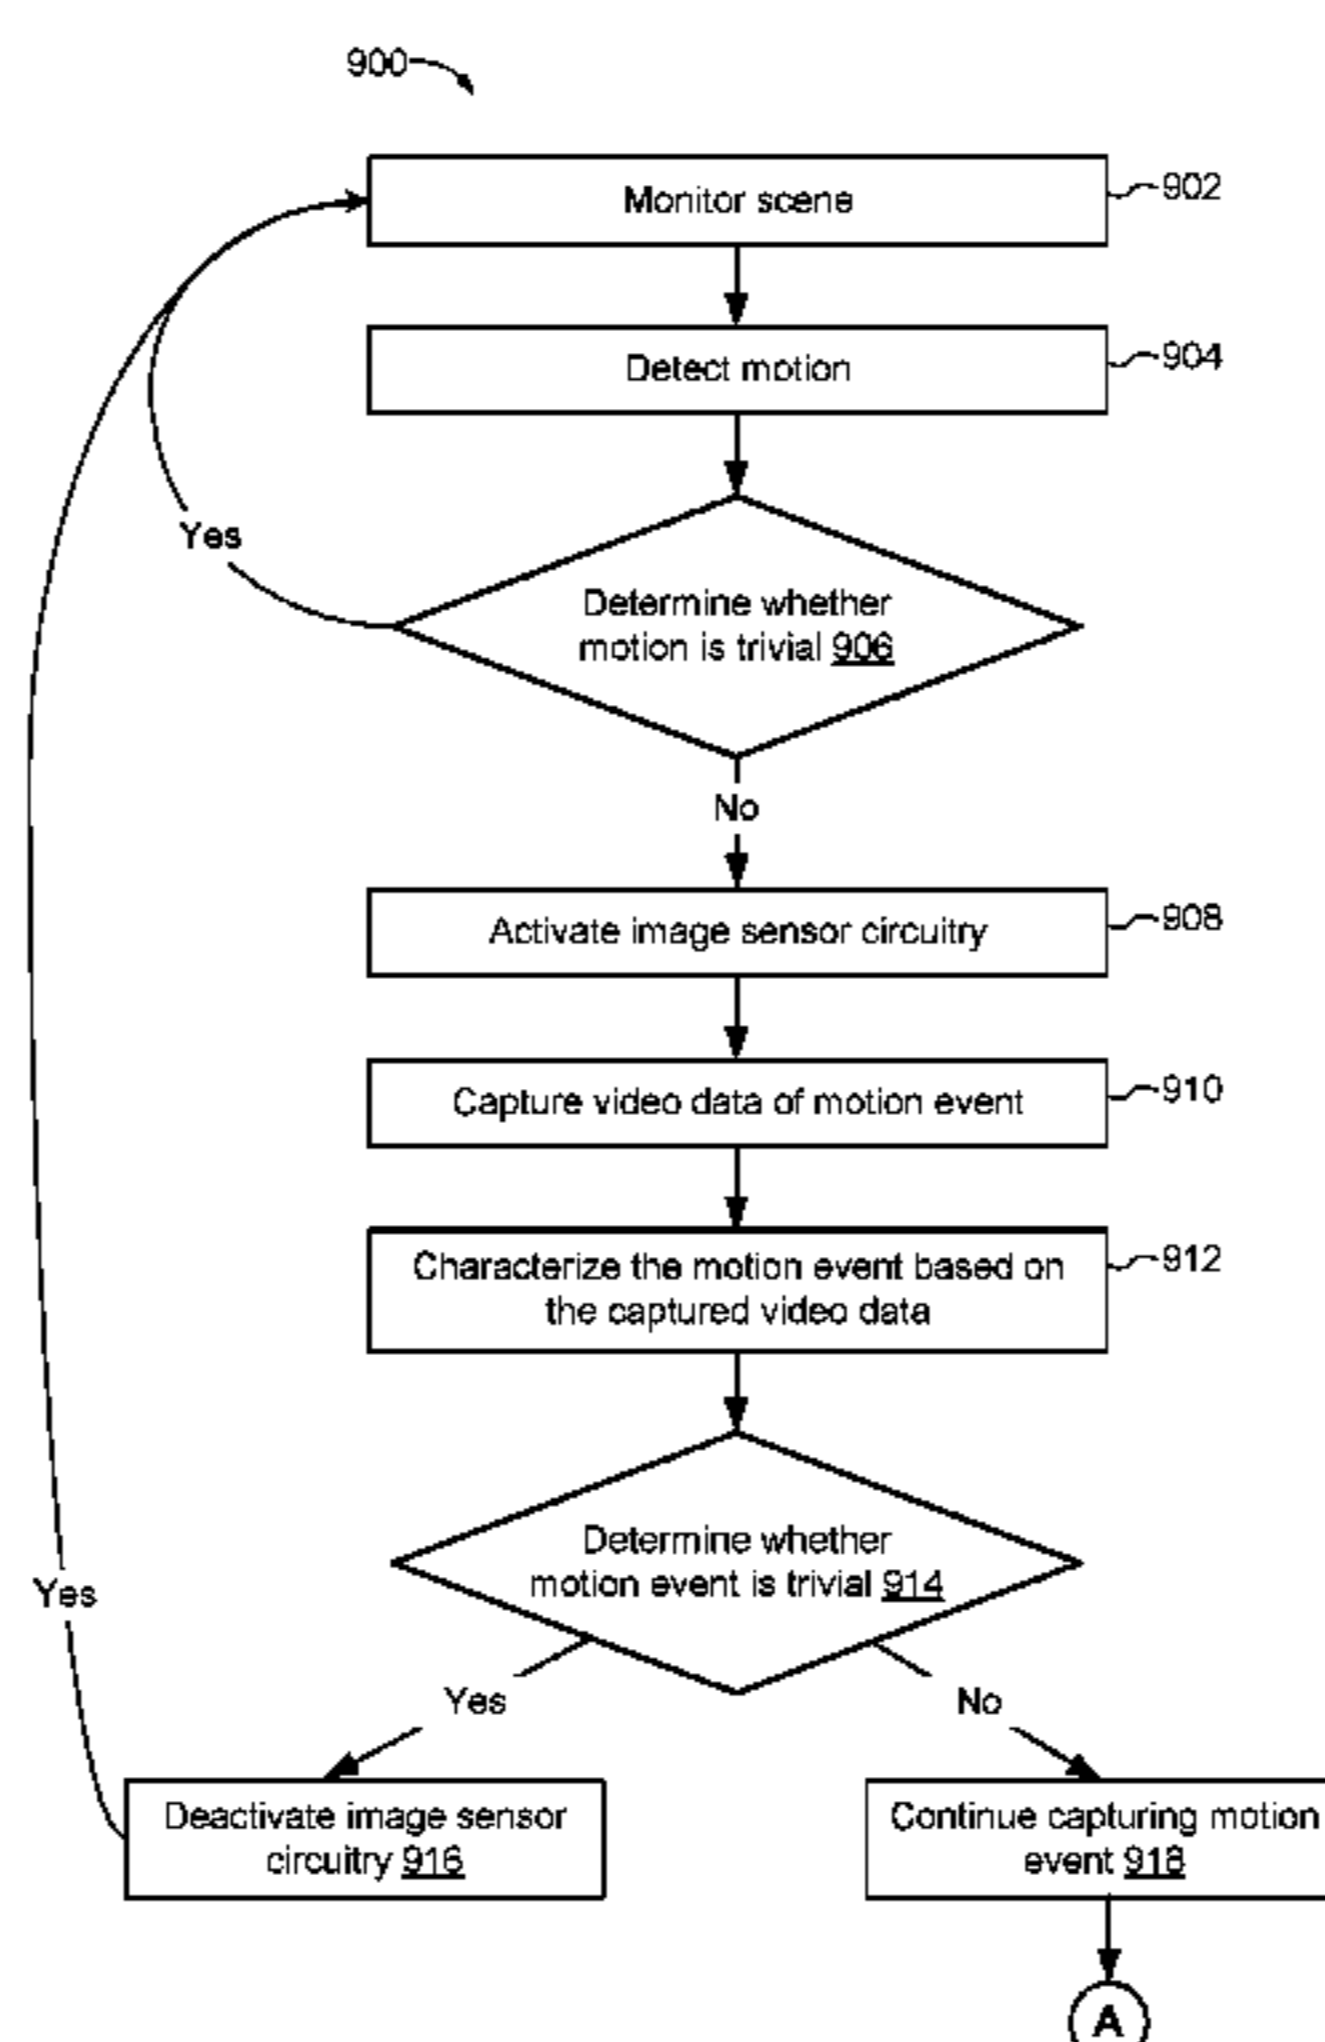 900
Monitor scene
902
Detect motion
904
Yes
Determine whether
motion is trivial 906
No
Activate image sensor circuitry
908
Capture video data of motion event
910
Characterize the motion event based on
the captured video data
912
Determine whether
motion event is trivial 914
Yes
Yes
No
Deactivate image sensor
circuitry 916
Continue capturing motion
event 918
A